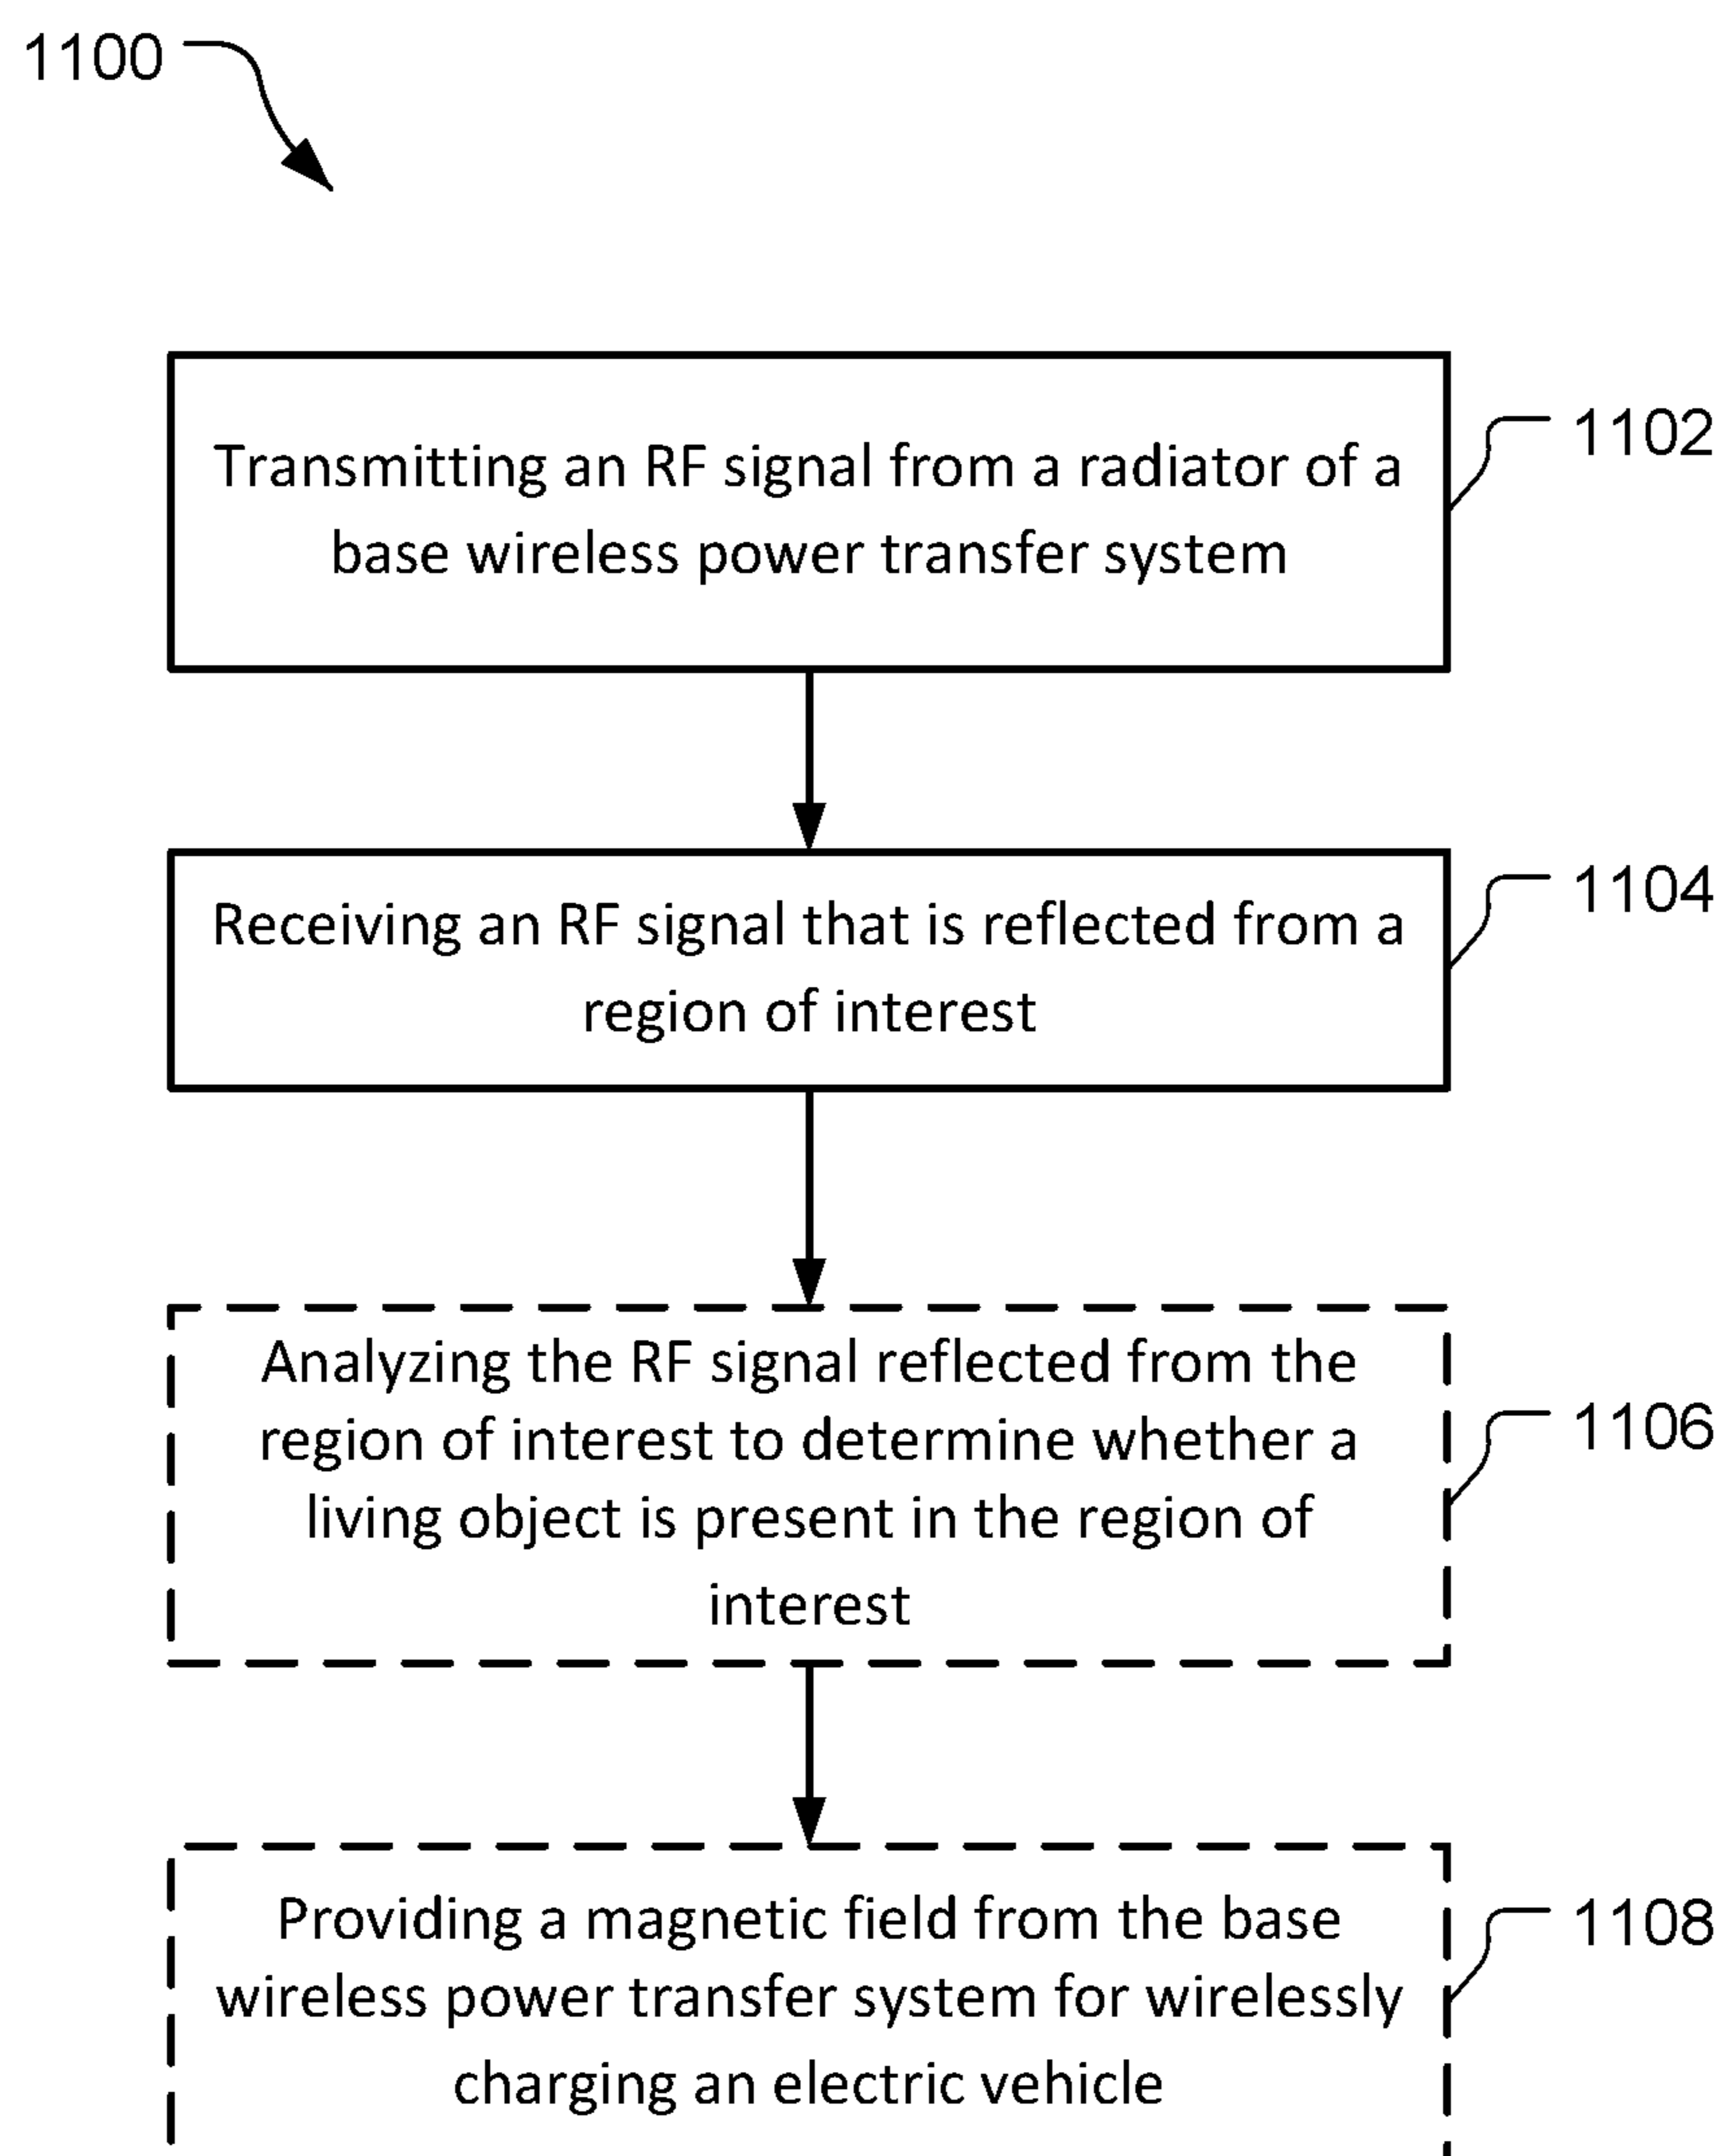 1100
Transmitting an RF signal from a radiator of a
base wireless power transfer system
1102
Receiving an RF signal that is reflected from a
region of interest
1104
Analyzing the RF signal reflected from the
region of interest to determine whether a
living object is present in the region of
interest
1106
Providing a magnetic field from the base
wireless power transfer system for wirelessly
charging an electric vehicle
1108